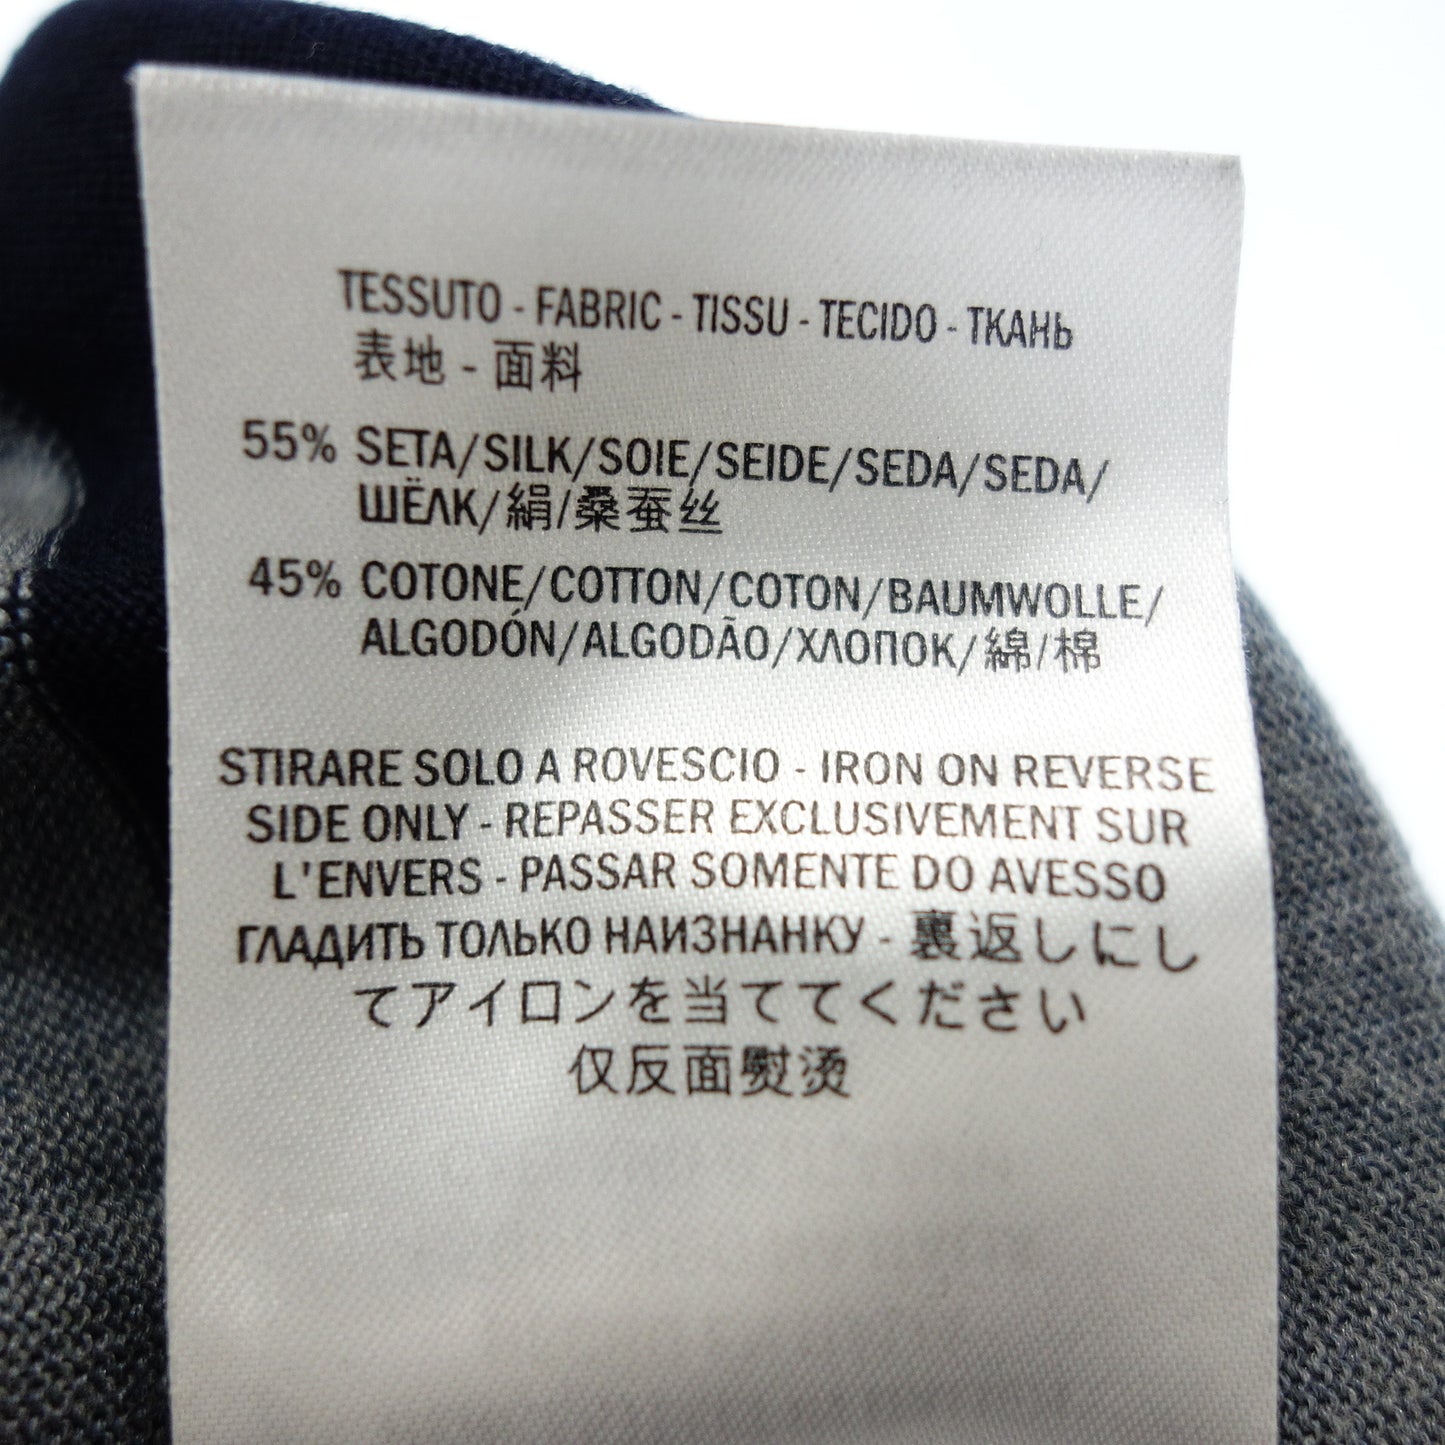 TESSUTO - FABRIC - TISSU - TECIDO - ТКАНЬ
表地 - 面料
55% SETA/SILK/SOIE/SEIDE/SEDA/SEDA/
ШЁЛК/絹/桑蚕丝
45% COTONE/COTTON/COTON/BAUMWOLLE/
ALGODÓN/ALGODÃO/ХЛОПОК/綿/棉
STIRARE SOLO A ROVESCIO - IRON ON REVERSE
SIDE ONLY - REPASSER EXCLUSIVEMENT SUR
L'ENVERS - PASSAR SOMENTE DO AVESSO
ГЛАДИТЬ ТОЛЬКО НАИЗНАНКУ - 裏返しにし
てアイロンを当ててください
仅反面熨烫